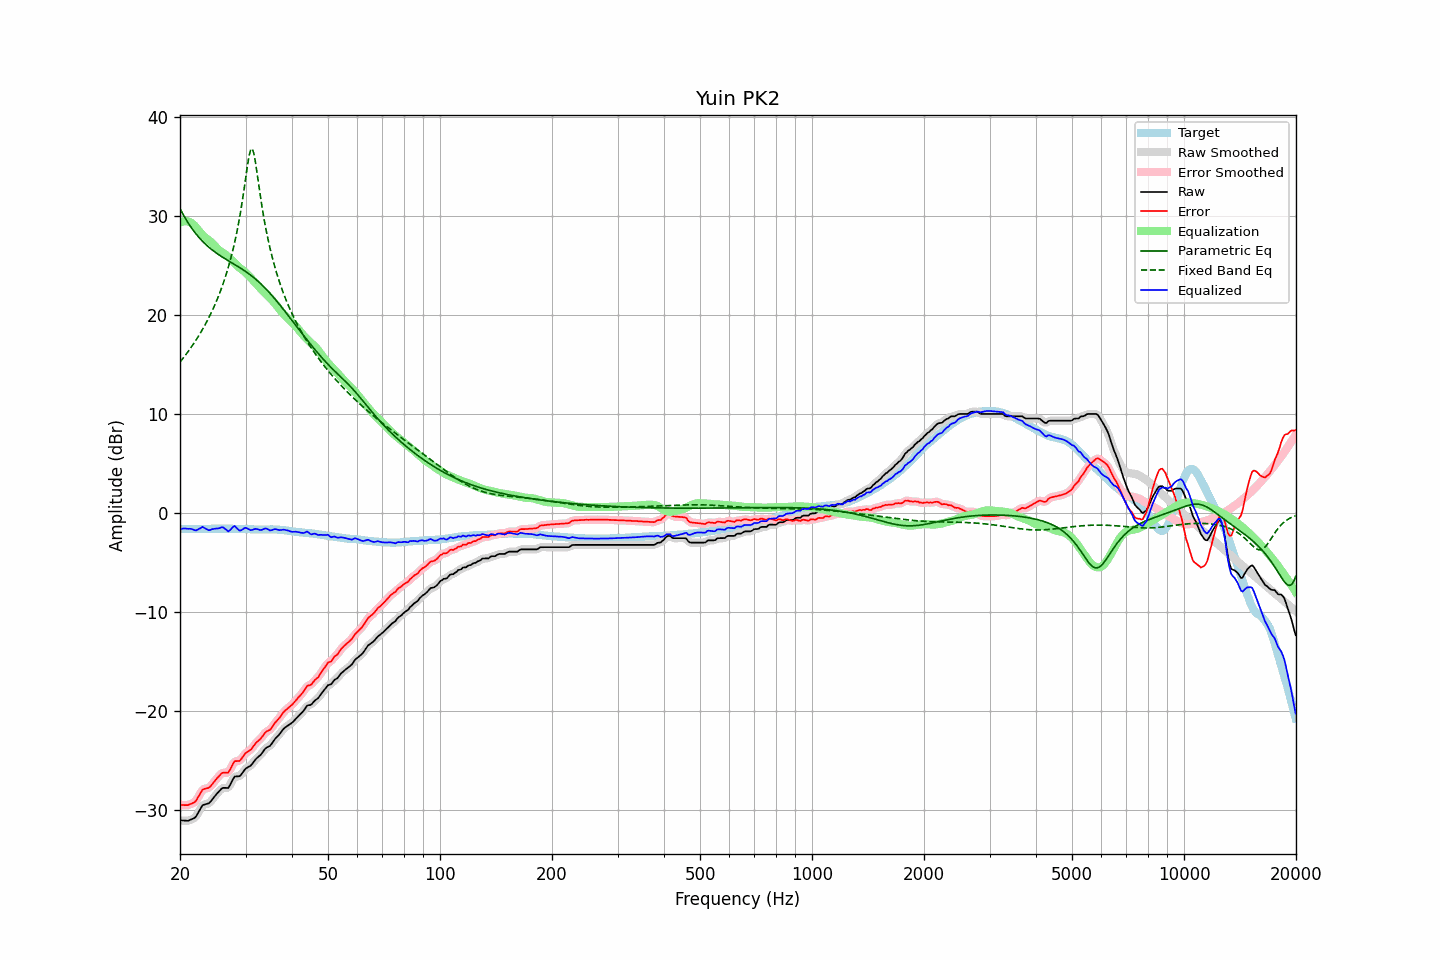 Yuin PK2
Amplitude (dBr)
40
30
20
10
0
−10
−20
−30
Target
Raw Smoothed
Error Smoothed
Raw
Error
Equalization
Parametric Eq
Fixed Band Eq
Equalized
20
50
100
200
500
1000
2000
5000
10000
20000
Frequency (Hz)